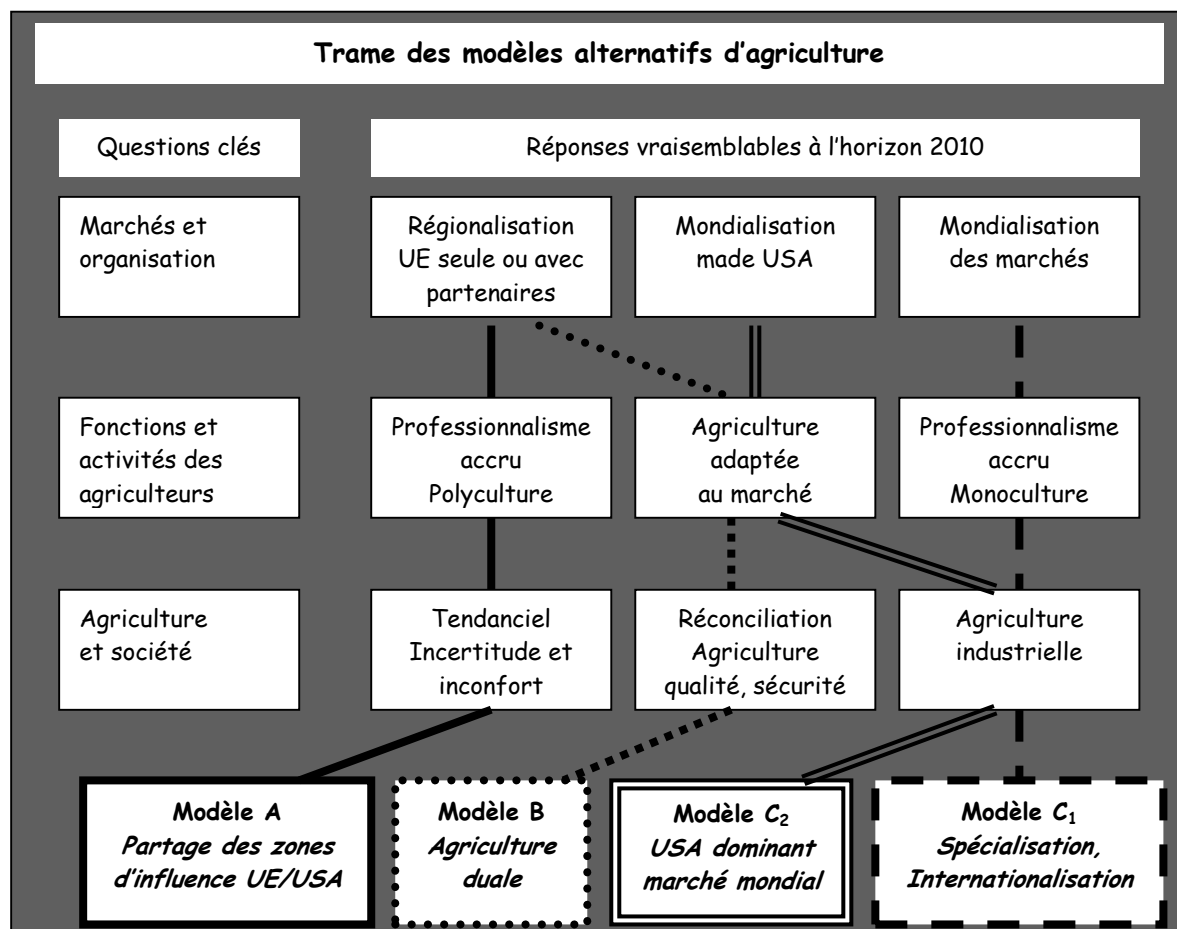 Trame des modèles alternatifs d'agriculture
Questions clés
Réponses vraisemblables à l'horizon 2010
Marchés et
organisation
Régionalisation
UE seule ou avec
partenaires
Mondialisation
made USA
Mondialisation
des marchés
Fonctions et
activités des
agriculteurs
Professionnalisme
accru
Polyculture
Agriculture
adaptée
au marché
Professionnalisme
accru
Monoculture
Agriculture
et société
Tendanciel
Incertitude et
inconfort
Réconciliation
Agriculture
qualité, sécurité
Agriculture
industrielle
Modèle A
Partage des zones
d'influence UE/USA
Modèle B
Agriculture
duale
Modèle C₂
USA dominant
marché mondial
Modèle C₁
Spécialisation,
Internationalisation